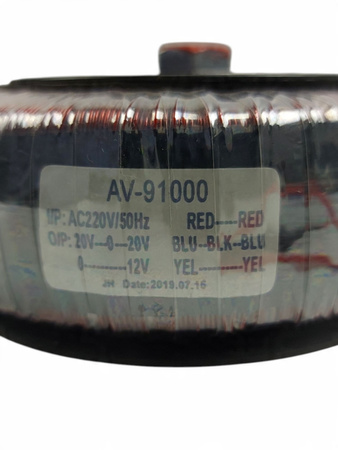 AV-91000
I/P: AC220V/50Hz RED----RED
O/P: 20V--0--20V BLU--BLK--BLU
0--------12V YEL-------YEL
JH Date:2019.07.16